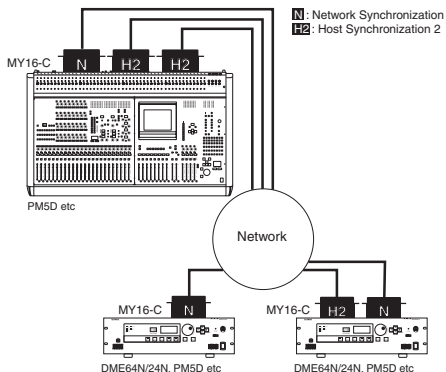 N : Network Synchronization
H2 : Host Synchronization 2
MY16-C N H2 H2
PM5D etc
Network
MY16-C N
MY16-C H2 N
DME64N/24N, PM5D etc
DME64N/24N, PM5D etc